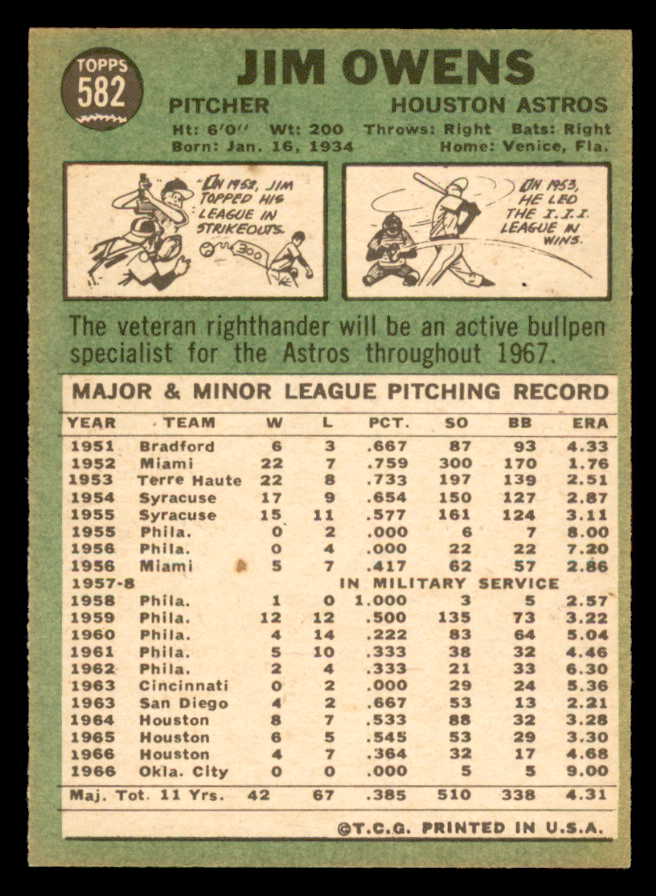 TOPPS
582
JIM OWENS
PITCHER HOUSTON ASTROS
Ht: 6'0" Wt: 200 Throws: Right Bats: Right
Born: Jan. 16, 1934 Home: Venice, Fla.
IN 1952, JIM
TOPPED HIS
LEAGUE IN
STRIKEOUTS.
300
IN 1953,
HE LED
THE I.I.I.
LEAGUE IN
WINS.
The veteran righthander will be an active bullpen
specialist for the Astros throughout 1967.
MAJOR & MINOR LEAGUE PITCHING RECORD
YEAR TEAM W L PCT. SO BB ERA
1951 Bradford 6 3 .667 87 93 4.33
1952 Miami 22 7 .759 300 170 1.76
1953 Terre Haute 22 8 .733 197 139 2.51
1954 Syracuse 17 9 .654 150 127 2.87
1955 Syracuse 15 11 .577 161 124 3.11
1955 Phila. 0 2 .000 6 7 8.00
1956 Phila. 0 4 .000 22 22 7.20
1956 Miami 5 7 .417 62 57 2.86
1957-8 IN MILITARY SERVICE
1958 Phila. 1 0 1.000 3 5 2.57
1959 Phila. 12 12 .500 135 73 3.22
1960 Phila. 4 14 .222 83 64 5.04
1961 Phila. 5 10 .333 38 32 4.46
1962 Phila. 2 4 .333 21 33 6.30
1963 Cincinnati 0 2 .000 29 24 5.36
1963 San Diego 4 2 .667 53 13 2.21
1964 Houston 8 7 .533 88 32 3.28
1965 Houston 6 5 .545 53 29 3.30
1966 Houston 4 7 .364 32 17 4.68
1966 Okla. City 0 0 .000 5 5 9.00
Maj. Tot. 11 Yrs. 42 67 .385 510 338 4.31
©T.C.G. PRINTED IN U.S.A.